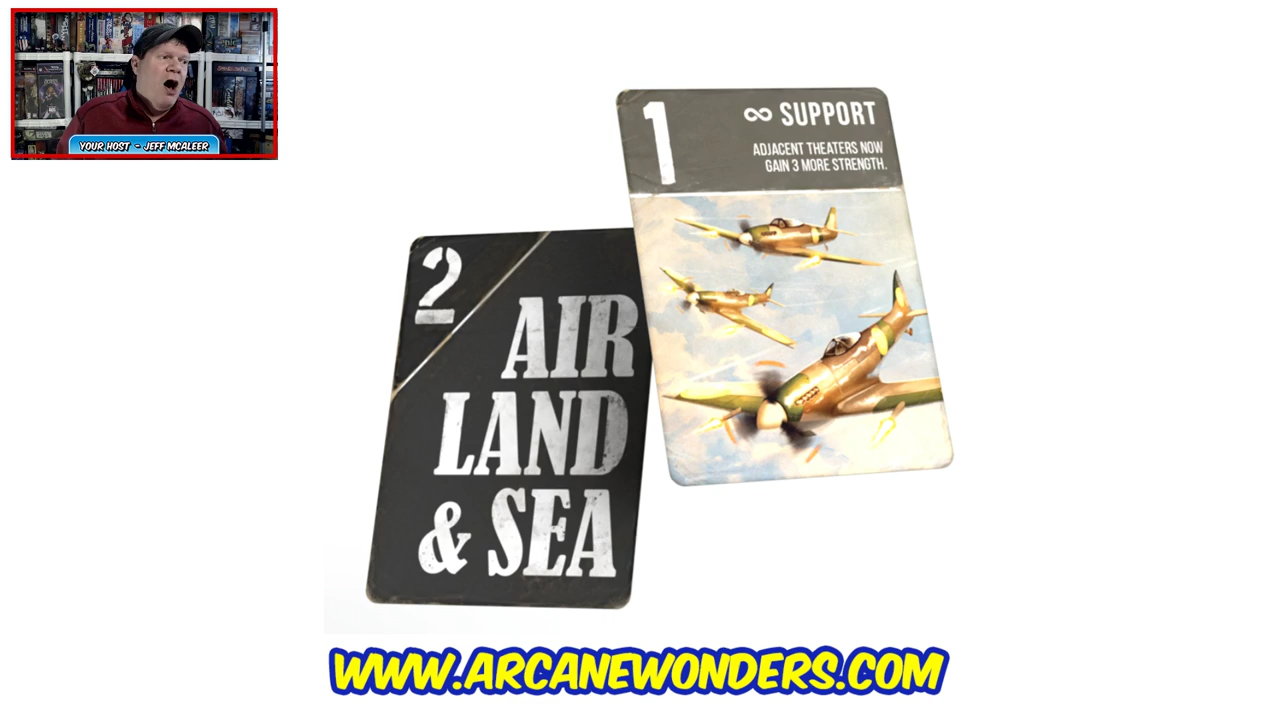 YOUR HOST - JEFF MCALEER
1
∞ SUPPORT
ADJACENT THEATERS NOW
GAIN 3 MORE STRENGTH.
2
AIR
LAND
& SEA
WWW.ARCANEWONDERS.COM